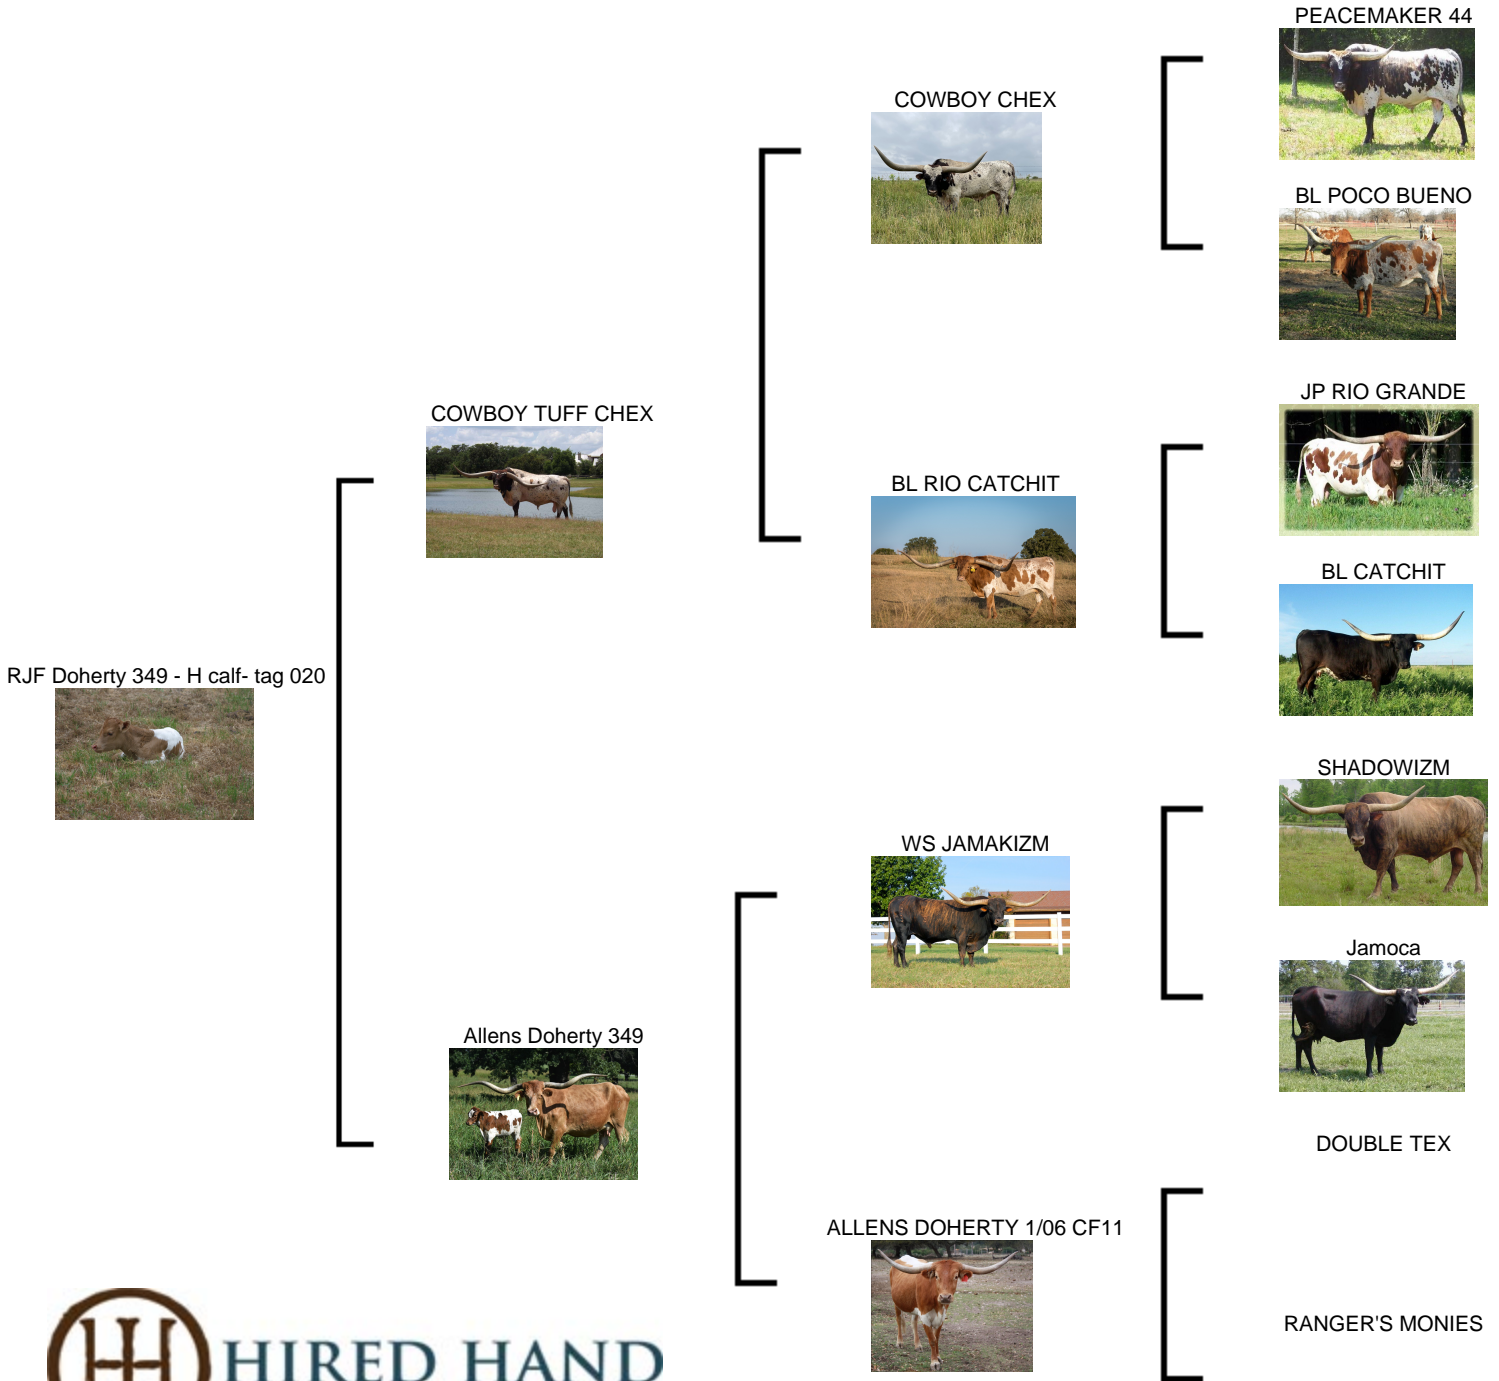 PEACEMAKER 44
COWBOY CHEX
BL POCO BUENO
COWBOY TUFF CHEX
JP RIO GRANDE
BL RIO CATCHIT
BL CATCHIT
RJF Doherty 349 - H calf- tag 020
SHADOWIZM
WS JAMAKIZM
Jamoca
Allens Doherty 349
DOUBLE TEX
ALLENS DOHERTY 1/06 CF11
RANGER'S MONIES
HIRED HAND